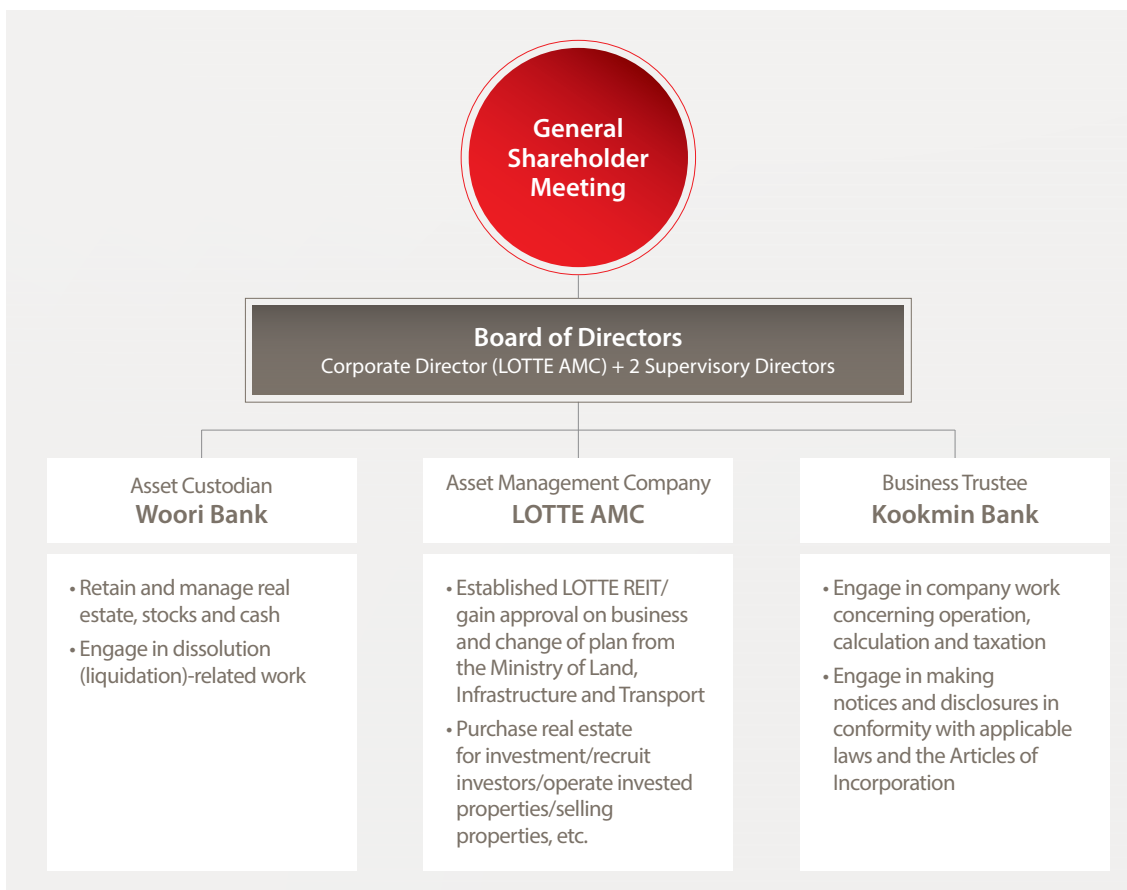 General
Shareholder
Meeting
Board of Directors
Corporate Director (LOTTE AMC) + 2 Supervisory Directors
Asset Custodian
Woori Bank
• Retain and manage real
estate, stocks and cash
• Engage in dissolution
(liquidation)-related work
Asset Management Company
LOTTE AMC
• Established LOTTE REIT/
gain approval on business
and change of plan from
the Ministry of Land,
Infrastructure and Transport
• Purchase real estate
for investment/recruit
investors/operate invested
properties/selling
properties, etc.
Business Trustee
Kookmin Bank
• Engage in company work
concerning operation,
calculation and taxation
• Engage in making
notices and disclosures in
conformity with applicable
laws and the Articles of
Incorporation